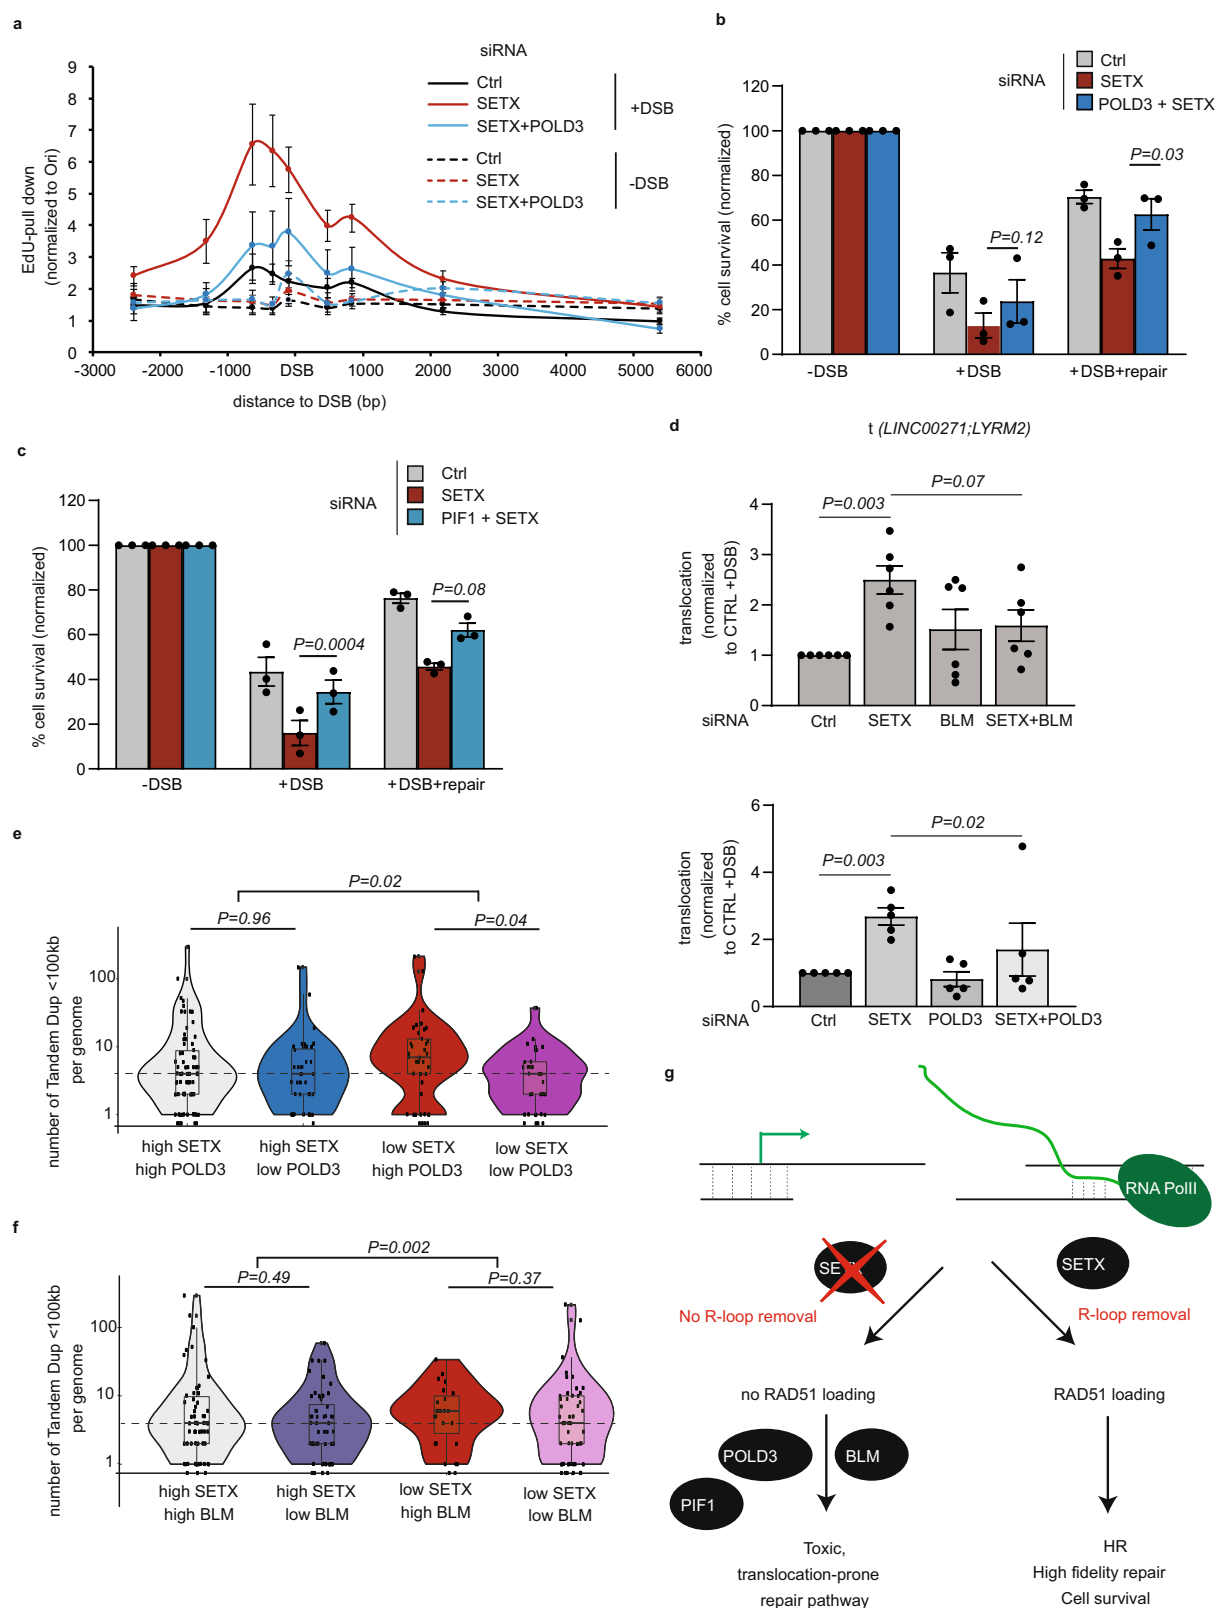 a
siRNA
Ctrl
SETX
SETX+POLD3
+DSB
Ctrl
SETX
SETX+POLD3
-DSB
EdU-pull down
(normalized to Ori)
9
8
7
6
5
4
3
2
1
0
-3000
-2000
-1000
DSB
1000
2000
3000
4000
5000
6000
distance to DSB (bp)
b
siRNA
Ctrl
SETX
POLD3 + SETX
% cell survival (normalized)
120
100
80
60
40
20
0
P=0.12
P=0.03
-DSB
+DSB
+DSB+repair
c
siRNA
Ctrl
SETX
PIF1 + SETX
% cell survival (normalized)
120
100
80
60
40
20
0
P=0.0004
P=0.08
-DSB
+DSB
+DSB+repair
d
t (LINC00271;LYRM2)
translocation
(normalized
to CTRL +DSB)
4
3
2
1
0
P=0.003
P=0.07
siRNA
Ctrl
SETX
BLM
SETX+BLM
translocation
(normalized
to CTRL +DSB)
6
4
2
0
P=0.003
P=0.02
siRNA
Ctrl
SETX
POLD3
SETX+POLD3
e
number of Tandem Dup <100kb
per genome
100
10
1
P=0.02
P=0.96
P=0.04
high SETX
high POLD3
high SETX
low POLD3
low SETX
high POLD3
low SETX
low POLD3
f
number of Tandem Dup <100kb
per genome
100
10
1
P=0.002
P=0.49
P=0.37
high SETX
high BLM
high SETX
low BLM
low SETX
high BLM
low SETX
low BLM
g
RNA PolII
SETX
SETX
No R-loop removal
R-loop removal
no RAD51 loading
RAD51 loading
POLD3
BLM
PIF1
Toxic,
translocation-prone
repair pathway
HR
High fidelity repair
Cell survival